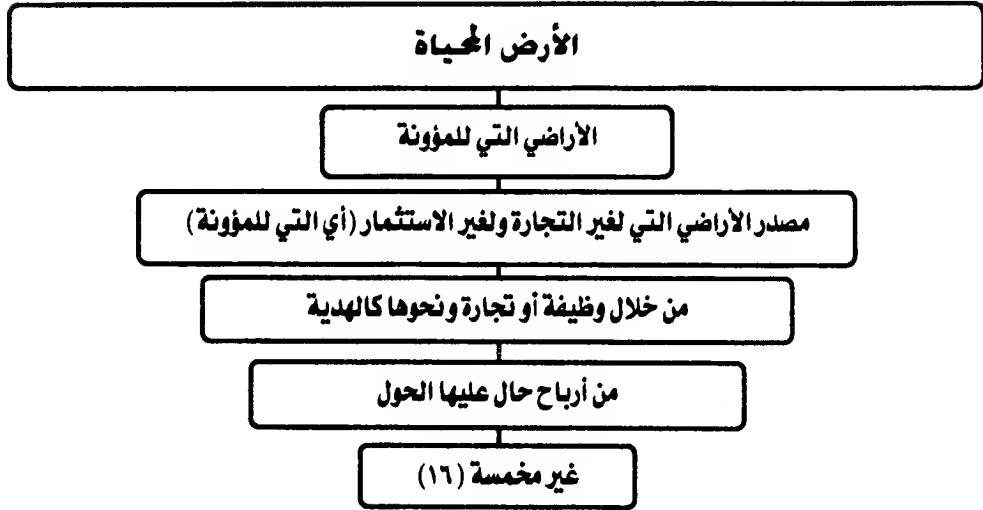 الأرض المحياة
الأراضي التي للمؤونة
مصدر الأراضي التي لغير التجارة ولغير الاستثمار (أي التي للمؤونة)
من خلال وظيفة أو تجارة ونحوها كالهدية
من أرباح حال عليها الحول
غير مخمسة (١٦)